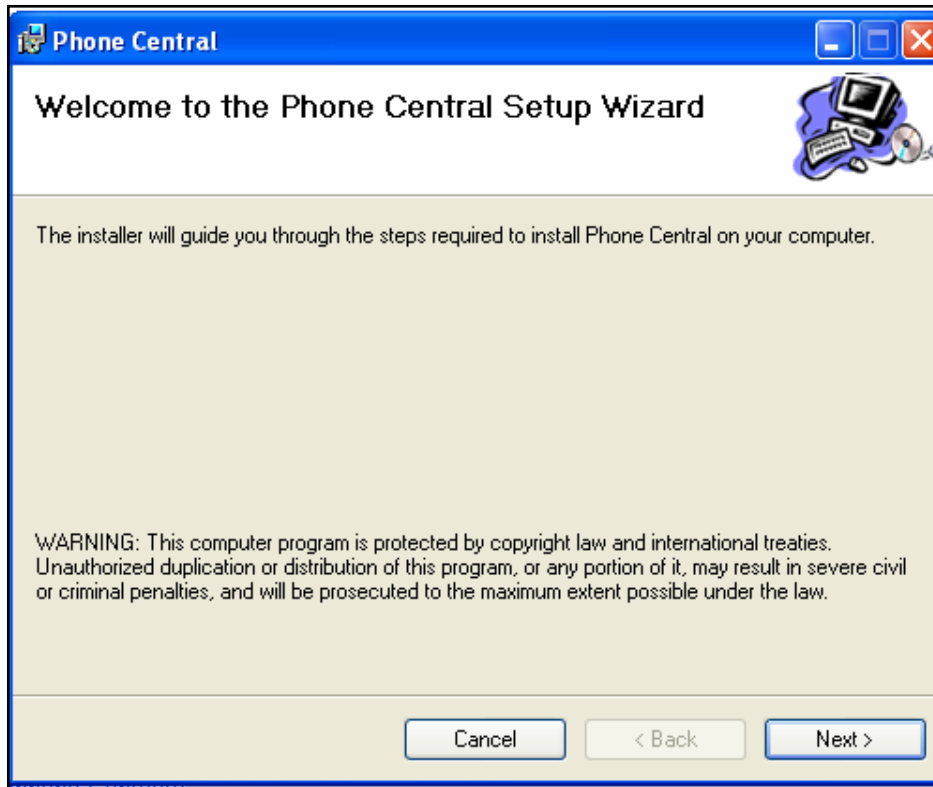 Phone Central
Welcome to the Phone Central Setup Wizard
The installer will guide you through the steps required to install Phone Central on your computer.
WARNING: This computer program is protected by copyright law and international treaties.
Unauthorized duplication or distribution of this program, or any portion of it, may result in severe civil
or criminal penalties, and will be prosecuted to the maximum extent possible under the law.
Cancel
< Back
Next >